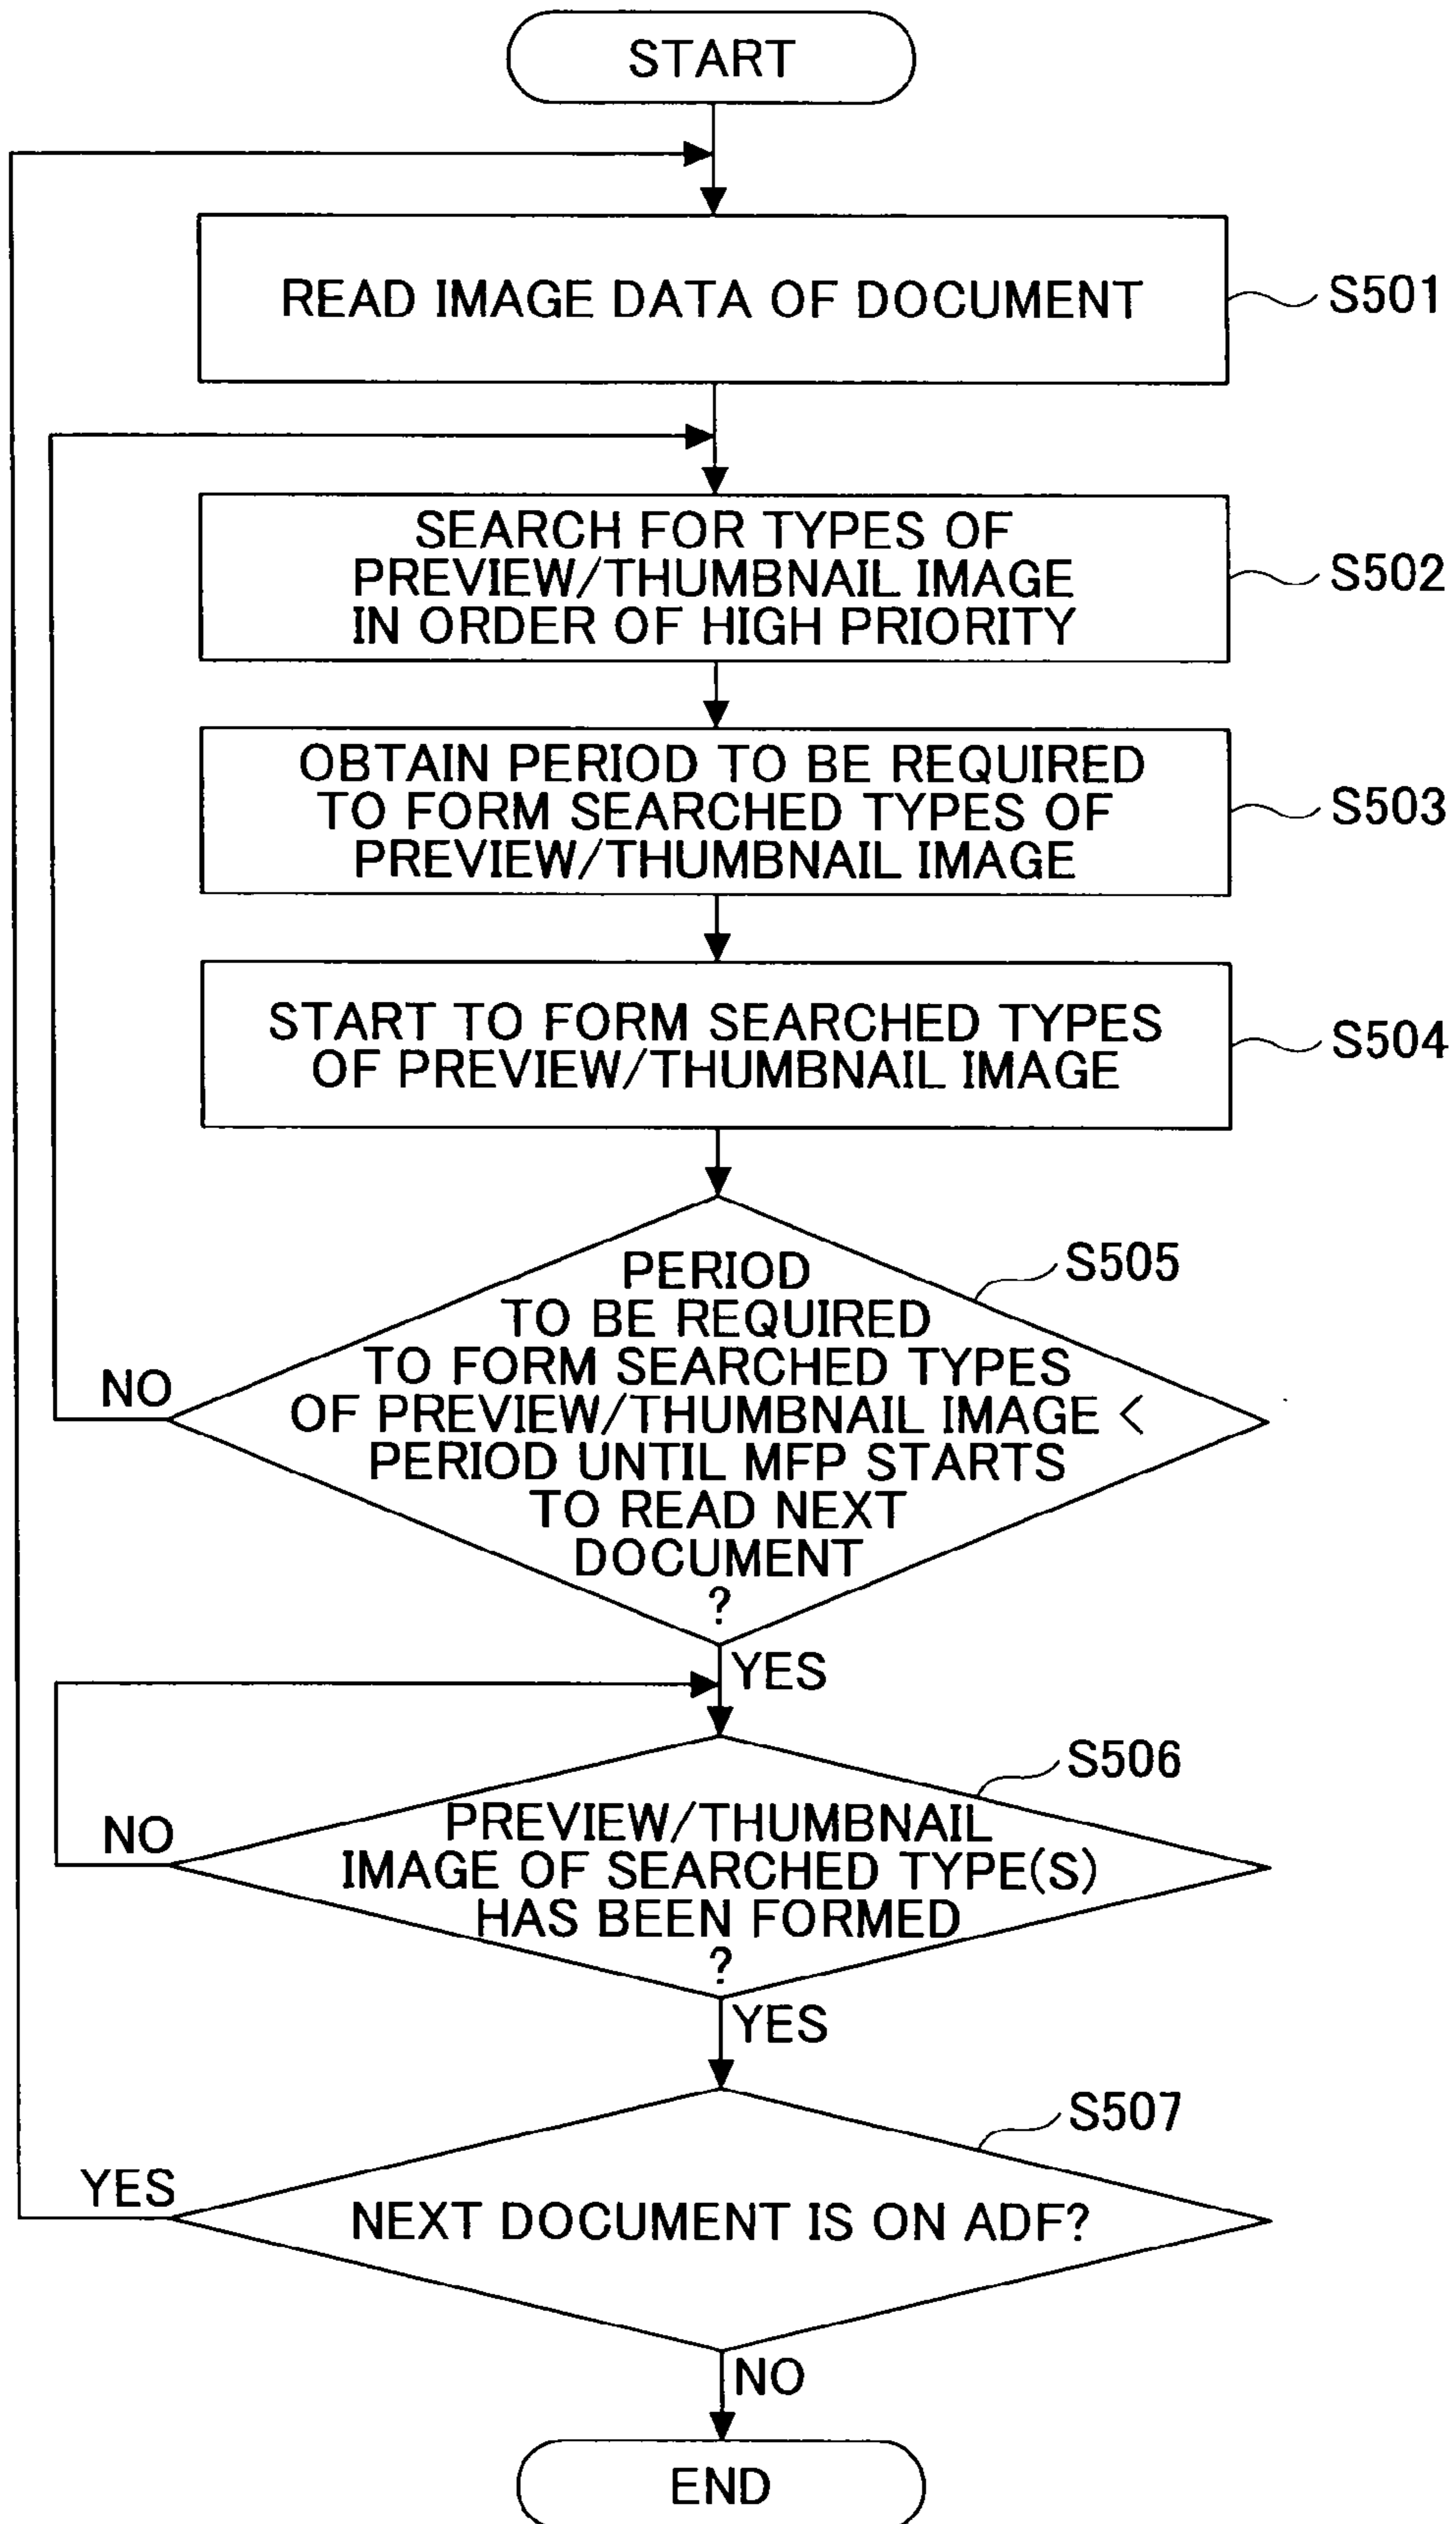 START
READ IMAGE DATA OF DOCUMENT
S501
SEARCH FOR TYPES OF
PREVIEW/THUMBNAIL IMAGE
IN ORDER OF HIGH PRIORITY
S502
OBTAIN PERIOD TO BE REQUIRED
TO FORM SEARCHED TYPES OF
PREVIEW/THUMBNAIL IMAGE
S503
START TO FORM SEARCHED TYPES
OF PREVIEW/THUMBNAIL IMAGE
S504
S505
PERIOD
TO BE REQUIRED
TO FORM SEARCHED TYPES
OF PREVIEW/THUMBNAIL IMAGE <
PERIOD UNTIL MFP STARTS
TO READ NEXT
DOCUMENT
?
NO
YES
S506
PREVIEW/THUMBNAIL
IMAGE OF SEARCHED TYPE(S)
HAS BEEN FORMED
?
NO
YES
S507
NEXT DOCUMENT IS ON ADF?
YES
NO
END